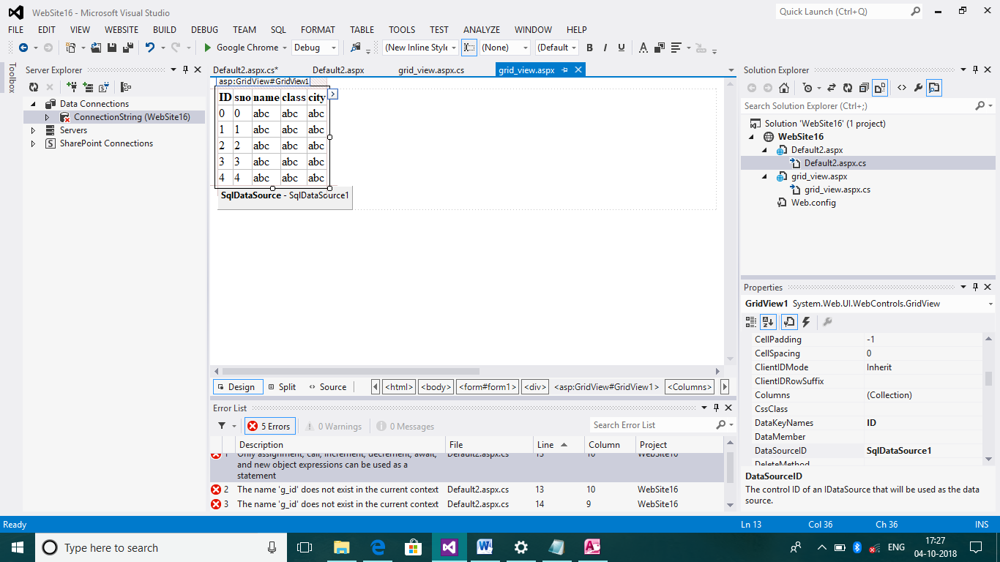 WebSite16 - Microsoft Visual Studio
Quick Launch (Ctrl+Q)
FILE EDIT VIEW WEBSITE BUILD DEBUG TEAM SQL FORMAT TABLE TOOLS TEST ANALYZE WINDOW HELP
Google Chrome Debug (New Inline Style (None) (Default B I U A
Toolbox
Server Explorer
Data Connections
ConnectionString (WebSite16)
Servers
SharePoint Connections
Default2.aspx.cs* Default2.aspx grid_view.aspx.cs grid_view.aspx
asp:GridView#GridView1
ID sno name class city
0 0 abc abc abc
1 1 abc abc abc
2 2 abc abc abc
3 3 abc abc abc
4 4 abc abc abc
SqlDataSource - SqlDataSource1
Design Split Source <html> <body> <form#form1> <div> <asp:GridView#GridView1> <Columns>
Error List
5 Errors 0 Warnings 0 Messages Search Error List
Description File Line Column Project
1 Only assignment, call, increment, decrement, await, and new object expressions can be used as a statement Default2.aspx.cs 13 10 WebSite16
2 The name 'g_id' does not exist in the current context Default2.aspx.cs 13 10 WebSite16
3 The name 'g_id' does not exist in the current context Default2.aspx.cs 14 9 WebSite16
Solution Explorer
Search Solution Explorer (Ctrl+;)
Solution 'WebSite16' (1 project)
WebSite16
Default2.aspx
Default2.aspx.cs
grid_view.aspx
grid_view.aspx.cs
Web.config
Properties
GridView1 System.Web.UI.WebControls.GridView
CellPadding -1
CellSpacing 0
ClientIDMode Inherit
ClientIDRowSuffix
Columns (Collection)
CssClass
DataKeyNames ID
DataMember
DataSourceID SqlDataSource1
DeleteMethod
DataSourceID
The control ID of an IDataSource that will be used as the data source.
Ready Ln 13 Col 36 Ch 36 INS
Type here to search
ENG
17:27
04-10-2018